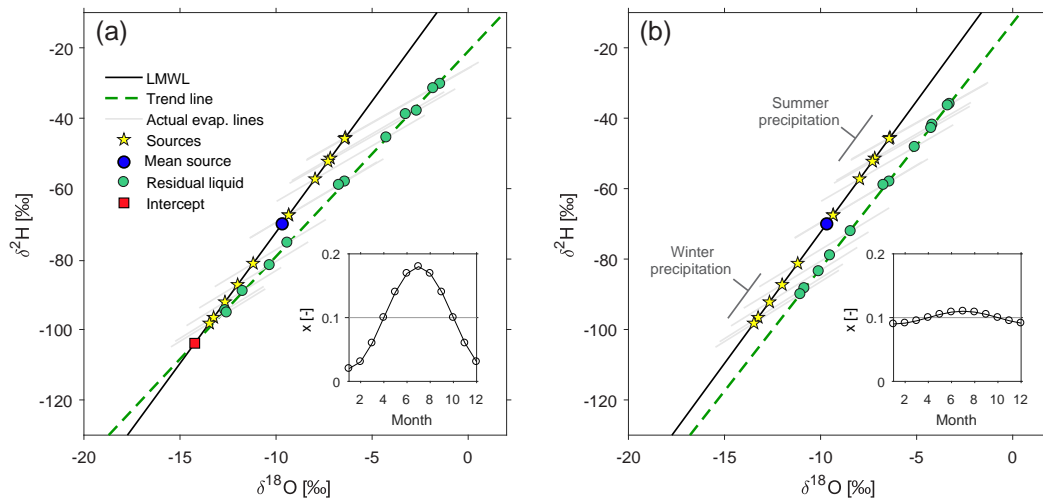 (a)
-20
-40
-60
-80
-100
-120
-20
-15
-10
-5
0
δ²H [‰]
δ¹⁸O [‰]
LMWL
Trend line
Actual evap. lines
Sources
Mean source
Residual liquid
Intercept
0.2
0.1
0
x [-]
2 4 6 8 10 12
Month
(b)
-20
-40
-60
-80
-100
-120
-20
-15
-10
-5
0
δ²H [‰]
δ¹⁸O [‰]
Summer
precipitation
Winter
precipitation
0.2
0.1
0
x [-]
2 4 6 8 10 12
Month